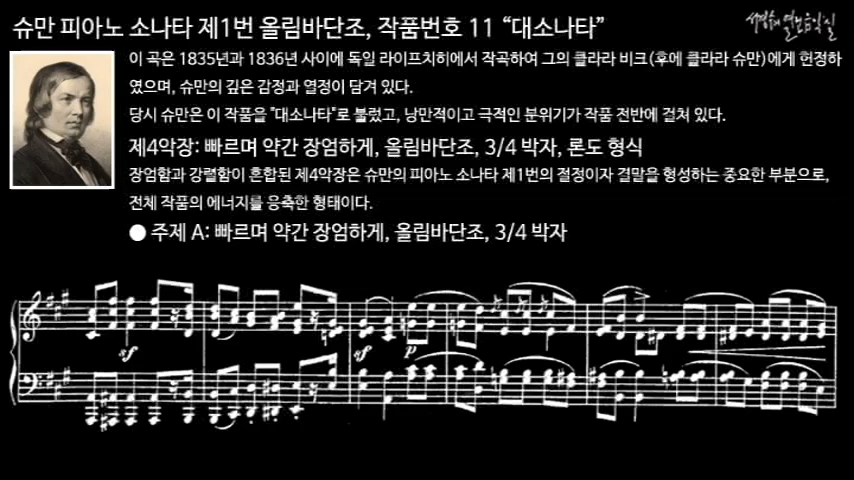 슈만 피아노 소나타 제1번 올림바단조, 작품번호 11 “대소나타”
서정원의 열린음악실
이 곡은 1835년과 1836년 사이에 독일 라이프치히에서 작곡하여 그의 클라라 비크(후에 클라라 슈만)에게 헌정하
였으며, 슈만의 깊은 감정과 열정이 담겨 있다.
당시 슈만은 이 작품을 "대소나타"로 불렀고, 낭만적이고 극적인 분위기가 작품 전반에 걸쳐 있다.
제4악장: 빠르며 약간 장엄하게, 올림바단조, 3/4 박자, 론도 형식
장엄함과 강렬함이 혼합된 제4악장은 슈만의 피아노 소나타 제1번의 절정이자 결말을 형성하는 중요한 부분으로,
전체 작품의 에너지를 응축한 형태이다.
● 주제 A: 빠르며 약간 장엄하게, 올림바단조, 3/4 박자
sf
sf
p